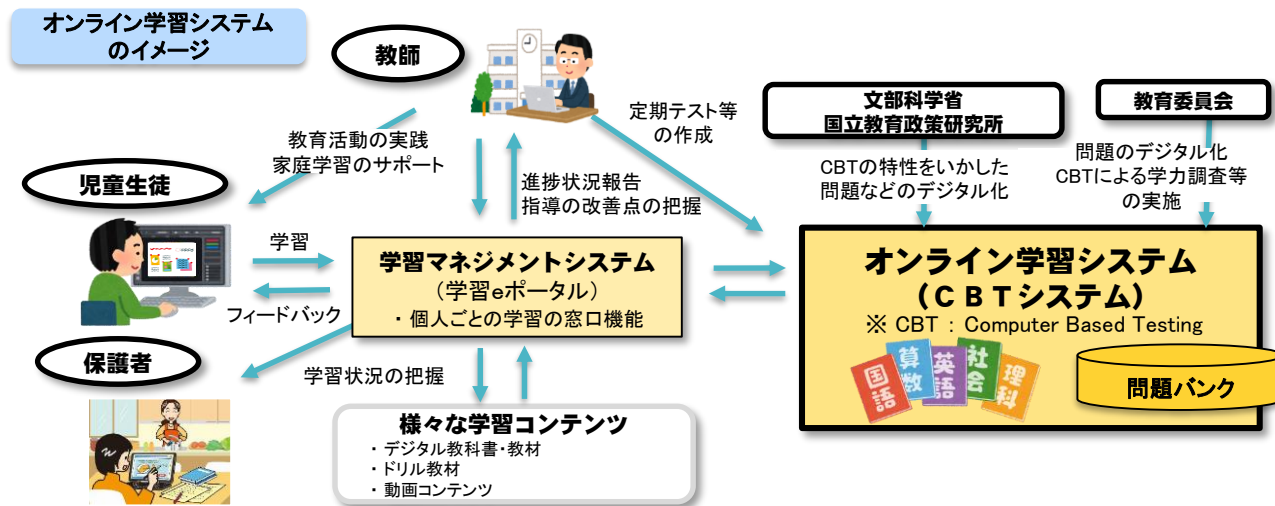 オンライン学習システム
のイメージ
教師
定期テスト等
の作成
文部科学省
国立教育政策研究所
教育委員会
教育活動の実践
家庭学習のサポート
CBTの特性をいかした
問題などのデジタル化
問題のデジタル化
CBTによる学力調査等
の実施
児童生徒
進捗状況報告
指導の改善点の把握
学習
フィードバック
学習マネジメントシステム
（学習eポータル）
・個人ごとの学習の窓口機能
オンライン学習システム
（ＣＢＴシステム）
※ CBT : Computer Based Testing
国語
算数
英語
社会
理科
問題バンク
保護者
学習状況の把握
様々な学習コンテンツ
・デジタル教科書・教材
・ドリル教材
・動画コンテンツ